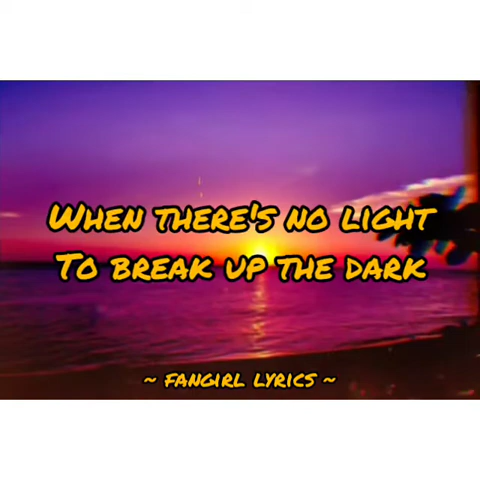 When there's no light
To break up the dark
~ fangirl lyrics ~